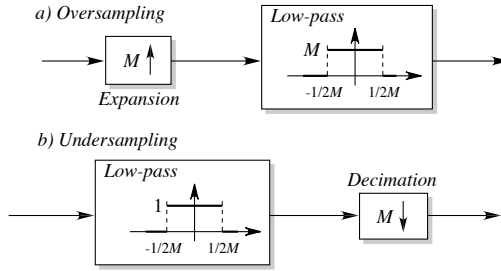 a) Oversampling
Low-pass
M
M
Expansion
-1/2M
1/2M
b) Undersampling
Low-pass
Decimation
1
M
-1/2M
1/2M